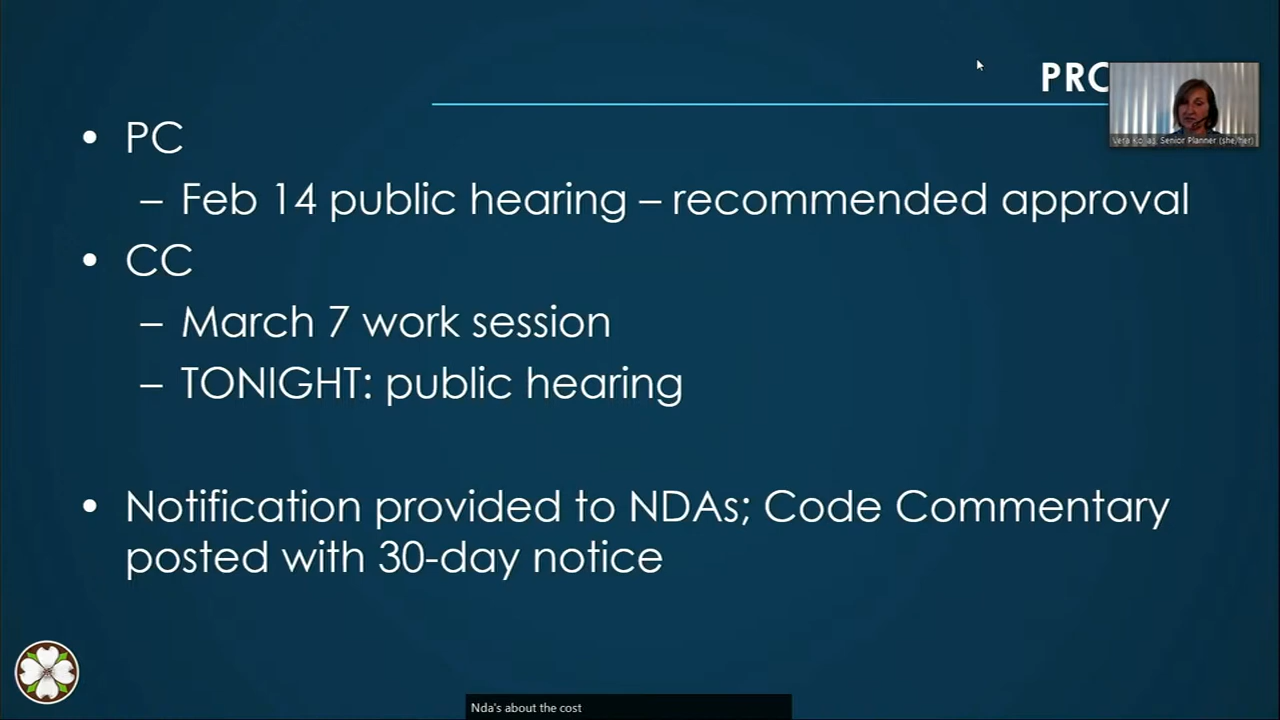 PRC
Vera Kolias, Senior Planner (she/her)
• PC
– Feb 14 public hearing – recommended approval
• CC
– March 7 work session
– TONIGHT: public hearing
• Notification provided to NDAs; Code Commentary
posted with 30-day notice
Nda's about the cost